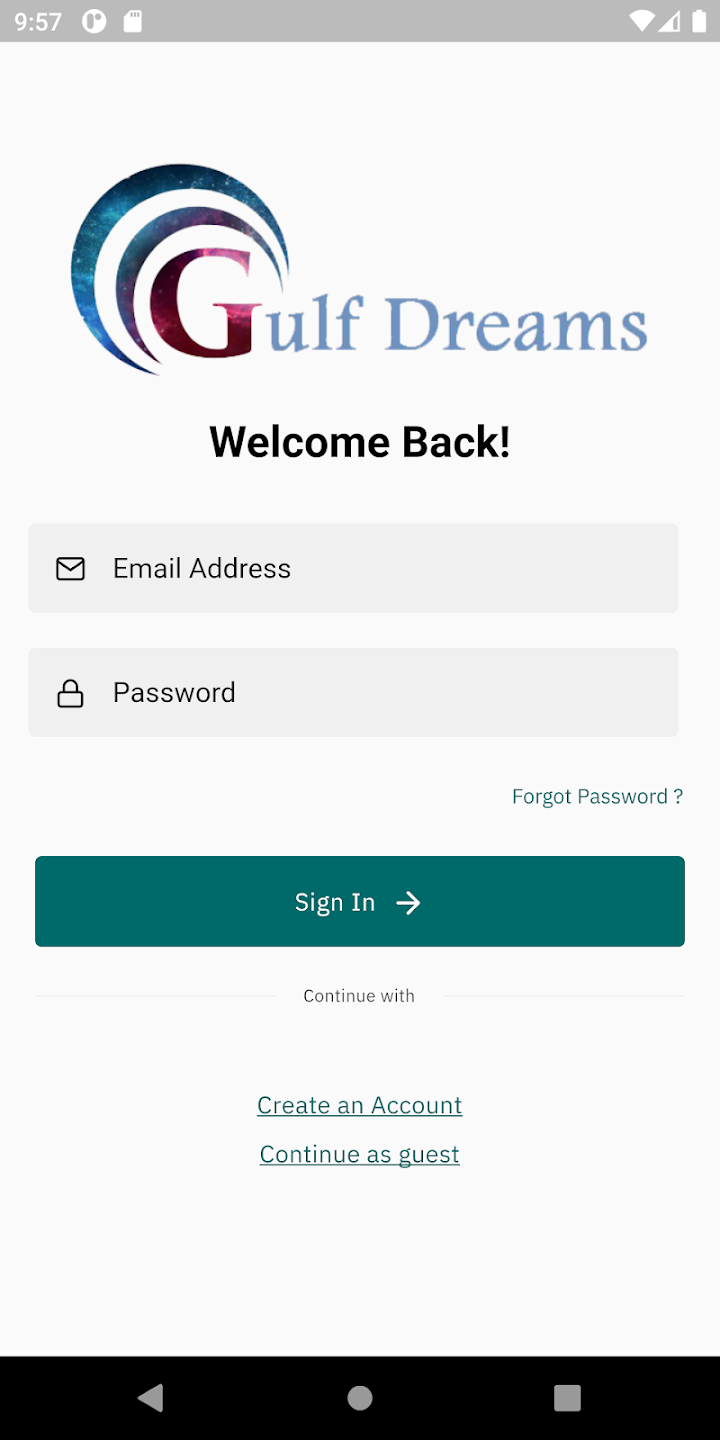 9:57
Gulf Dreams
Welcome Back!
Email Address
Password
Forgot Password ?
Sign In
Continue with
Create an Account
Continue as guest